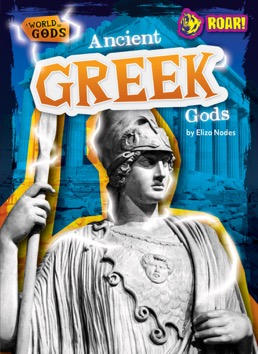 A WORLD OF
GODS
ROAR!
Ancient
GREEK
Gods
by Eliza Nodes